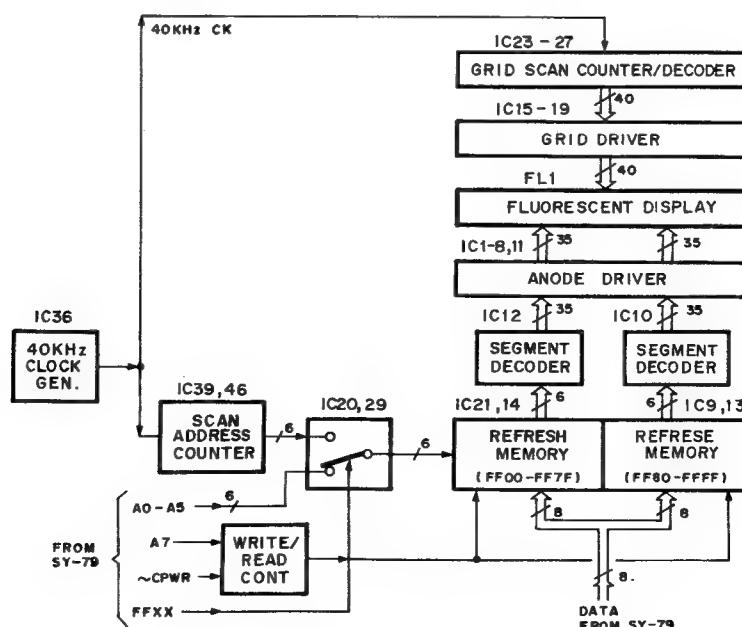 40KHz CK
IC23-27
GRID SCAN COUNTER/DECODER
40
IC15-19
GRID DRIVER
40
FL1
FLUORESCENT DISPLAY
IC1-8,11
35
35
ANODE DRIVER
IC12
35
IC10
35
IC36
40KHz
CLOCK
GEN.
SEGMENT
DECODER
SEGMENT
DECODER
IC39,46
SCAN
ADDRESS
COUNTER
6
IC20,29
6
IC21,14
6
6
IC9,13
REFRESH
MEMORY
(FF00-FF7F)
REFRESE
MEMORY
(FF80-FFFF)
FROM
SY-79
A0-A5
6
A7
~CPWR
FFXX
WRITE/
READ
CONT
8
8
8.
DATA
FROM SY-79